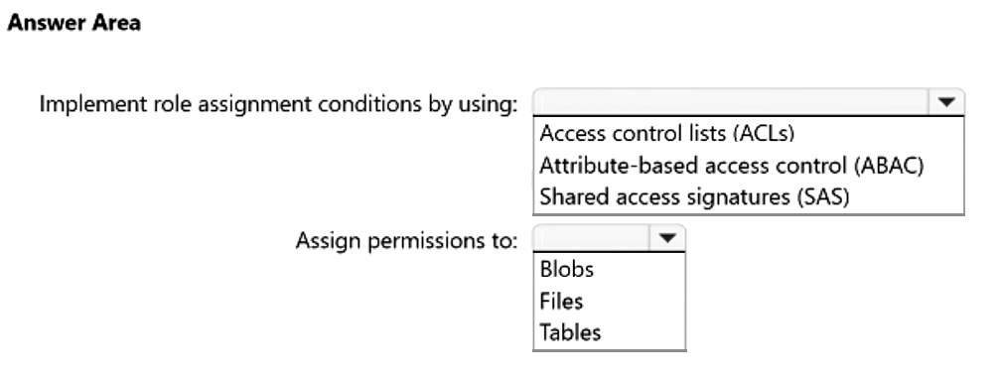 Answer Area
Implement role assignment conditions by using:
Access control lists (ACLs)
Attribute-based access control (ABAC)
Shared access signatures (SAS)
Assign permissions to:
Blobs
Files
Tables